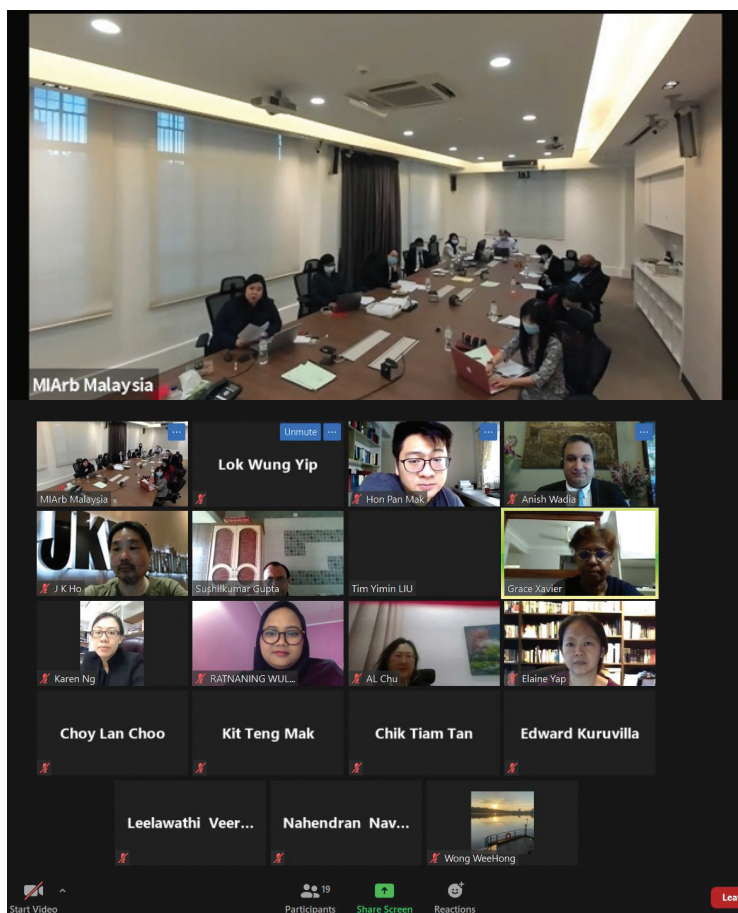 MIArb Malaysia
Unmute
MIArb Malaysia
Lok Wung Yip
Hon Pan Mak
Anish Wadia
JK
J K Ho
Sushilkumar Gupta
Tim Yimin LIU
Grace Xavier
Karen Ng
RATNANING WUL...
AL Chu
Elaine Yap
Choy Lan Choo
Kit Teng Mak
Chik Tiam Tan
Edward Kuruvilla
Leelawathi Veer...
Nahendran Nav...
Wong WeeHong
19
Start Video
Participants
Share Screen
Reactions
Lea